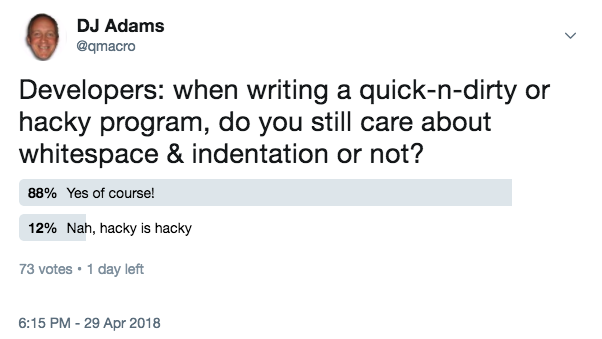 DJ Adams
@qmacro
Developers: when writing a quick-n-dirty or
hacky program, do you still care about
whitespace & indentation or not?
88% Yes of course!
12% Nah, hacky is hacky
73 votes • 1 day left
6:15 PM - 29 Apr 2018